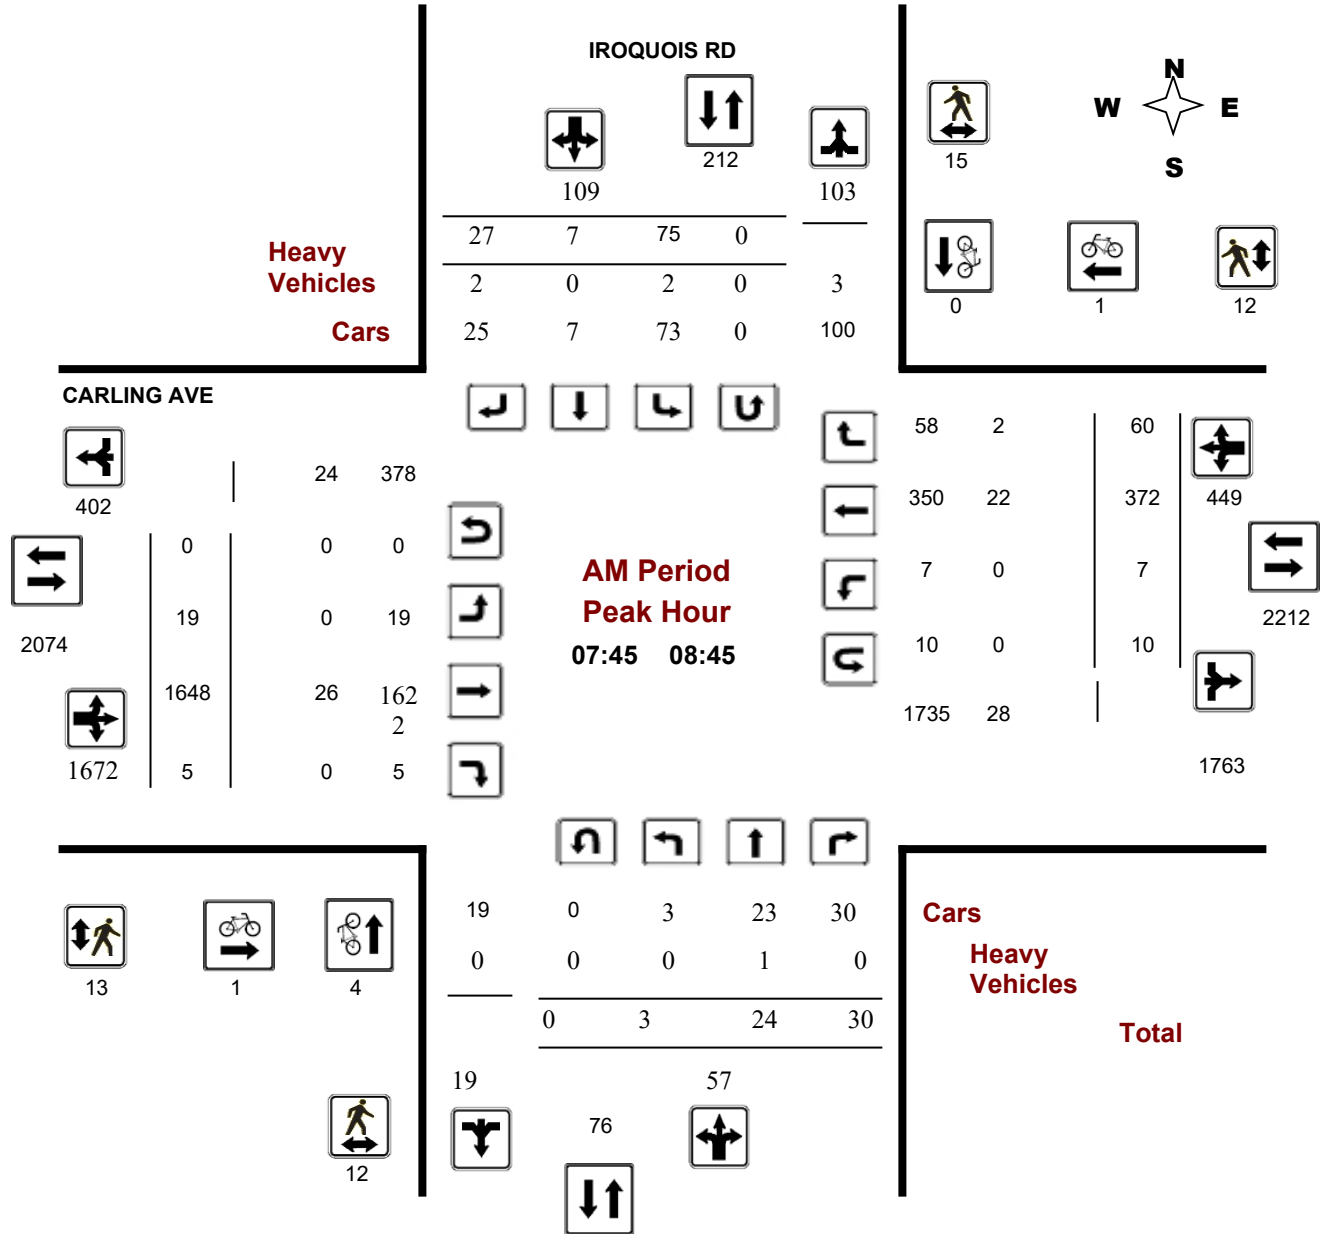 IROQUOIS RD
N
W E
S
212
15
109
103
27 7 75 0
Heavy
Vehicles
2 0 2 0 3
0 1 12
Cars
25 7 73 0 100
CARLING AVE
58 2 60
24 378
402
350 22 372 449
0 0 0
AM Period
7 0 7
Peak Hour
19 0 19
2212
2074
07:45 08:45
10 0 10
1648 26 162
2
1735 28
1763
1672 5 0 5
19 0 3 23 30
Cars
0 0 0 1 0
Heavy
Vehicles
13 1 4
0 3 24 30
Total
19 57
76
12